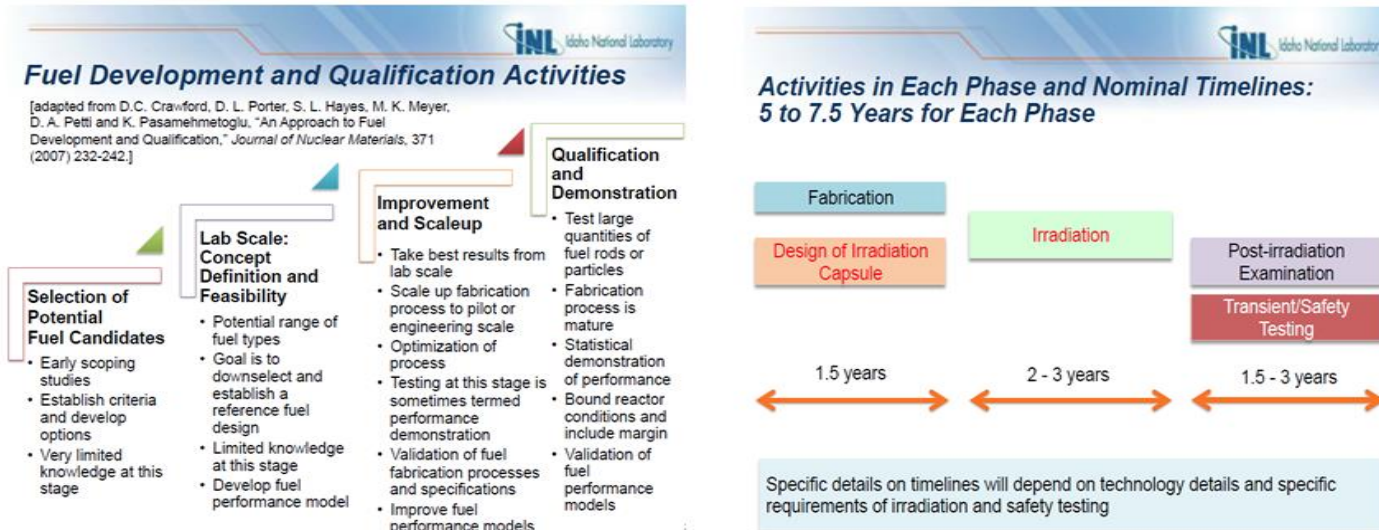 INL Idaho National Laboratory
Fuel Development and Qualification Activities
[adapted from D.C. Crawford, D. L. Porter, S. L. Hayes, M. K. Meyer,
D. A. Petti and K. Pasamehmetoglu, "An Approach to Fuel
Development and Qualification," Journal of Nuclear Materials, 371
(2007) 232-242.]
Selection of
Potential
Fuel Candidates
• Early scoping
studies
• Establish criteria
and develop
options
• Very limited
knowledge at this
stage
Lab Scale:
Concept
Definition and
Feasibility
• Potential range of
fuel types
• Goal is to
downselect and
establish a
reference fuel
design
• Limited knowledge
at this stage
• Develop fuel
performance model
Improvement
and Scaleup
• Take best results from
lab scale
• Scale up fabrication
process to pilot or
engineering scale
• Optimization of
process
• Testing at this stage is
sometimes termed
performance
demonstration
• Validation of fuel
fabrication processes
and specifications
• Improve fuel
performance models
Qualification
and
Demonstration
• Test large
quantities of
fuel rods or
particles
• Fabrication
process is
mature
• Statistical
demonstration
of performance
• Bound reactor
conditions and
include margin
• Validation of
fuel
performance
models
INL Idaho National Laborator
Activities in Each Phase and Nominal Timelines:
5 to 7.5 Years for Each Phase
Fabrication
Design of Irradiation
Capsule
Irradiation
Post-irradiation
Examination
Transient/Safety
Testing
1.5 years
2 - 3 years
1.5 - 3 years
Specific details on timelines will depend on technology details and specific
requirements of irradiation and safety testing